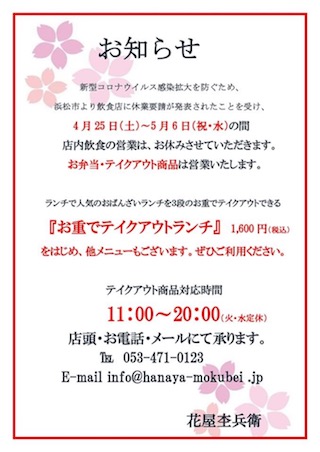 お知らせ
新型コロナウイルス感染拡大を防ぐため、
浜松市より飲食店に休業要請が発表されたことを受け、
4月25日(土)～5月6日(祝・水)の間
店内飲食の営業は、お休みさせていただきます。
お弁当・テイクアウト商品は営業いたします。
ランチで人気のおばんざいランチを3段のお重でテイクアウトできる
『お重でテイクアウトランチ』 1,600円(税込)
をはじめ、他メニューもございます。ぜひご利用ください。
テイクアウト商品対応時間
11:00～20:00(火・水定休)
店頭・お電話・メールにて承ります。
℡ 053-471-0123
E-mail info@hanaya-mokubei .jp
花屋杢兵衛